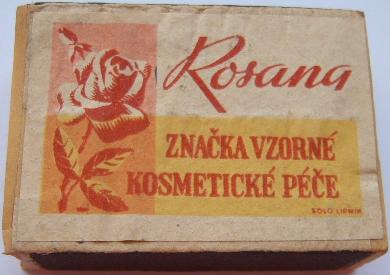 Rosana
ZNAČKA VZORNÉ
KOSMETICKÉ PÉČE
SOLO LIPNÍK